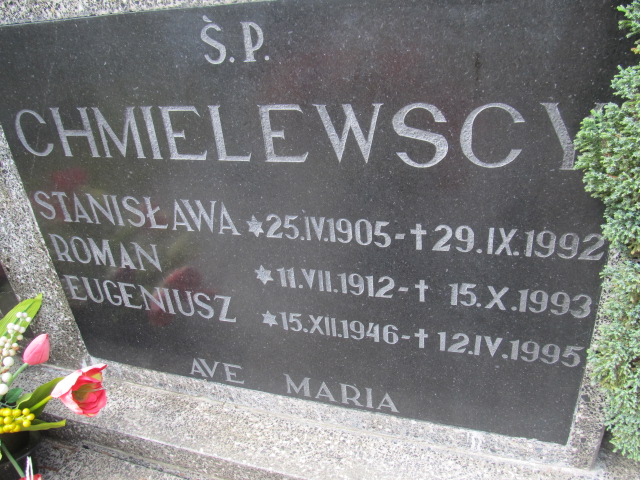 Ś.P.
CHMIELEWSCY
STANISŁAWA *25.IV.1905-†29.IX.1992
ROMAN *11.VII.1912-† 15.X.1993
EUGENIUSZ *15.XII.1946-† 12.IV.1995
AVE MARIA